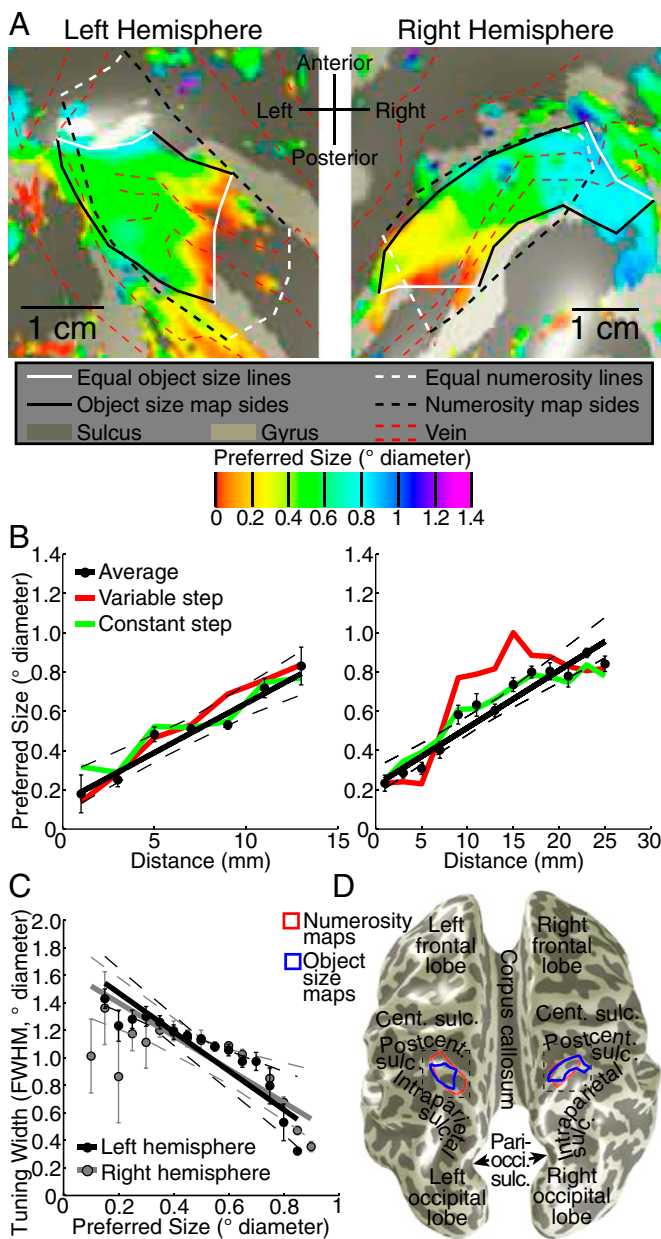 A
Left Hemisphere
Right Hemisphere
Anterior
Left
Right
Posterior
1 cm
1 cm
Equal object size lines
Equal numerosity lines
Object size map sides
Numerosity map sides
Sulcus
Gyrus
Vein
Preferred Size (° diameter)
0 0.2 0.4 0.6 0.8 1 1.2 1.4
B
Preferred Size (° diameter)
1.4
1.2
1.0
0.8
0.6
0.4
0.2
0
Average
Variable step
Constant step
0 5 10 15
Distance (mm)
1.4
1.2
1.0
0.8
0.6
0.4
0.2
0
0 5 10 15 20 25 30
Distance (mm)
C
Tuning Width (FWHM, ° diameter)
2.0
1.8
1.6
1.4
1.2
1.0
0.8
0.6
0.4
0.2
0
Left hemisphere
Right hemisphere
0 0.2 0.4 0.6 0.8 1
Preferred Size (° diameter)
D
Numerosity
maps
Object
size maps
Left
frontal
lobe
Right
frontal
lobe
Corpus callosum
Cent. sulc.
Cent. sulc.
Postcent.
sulc.
Postcent.
sulc.
Intraparietal
sulc.
Intraparietal
sulc.
Pari-
occi.
sulc.
Left
occipital
lobe
Right
occipital
lobe